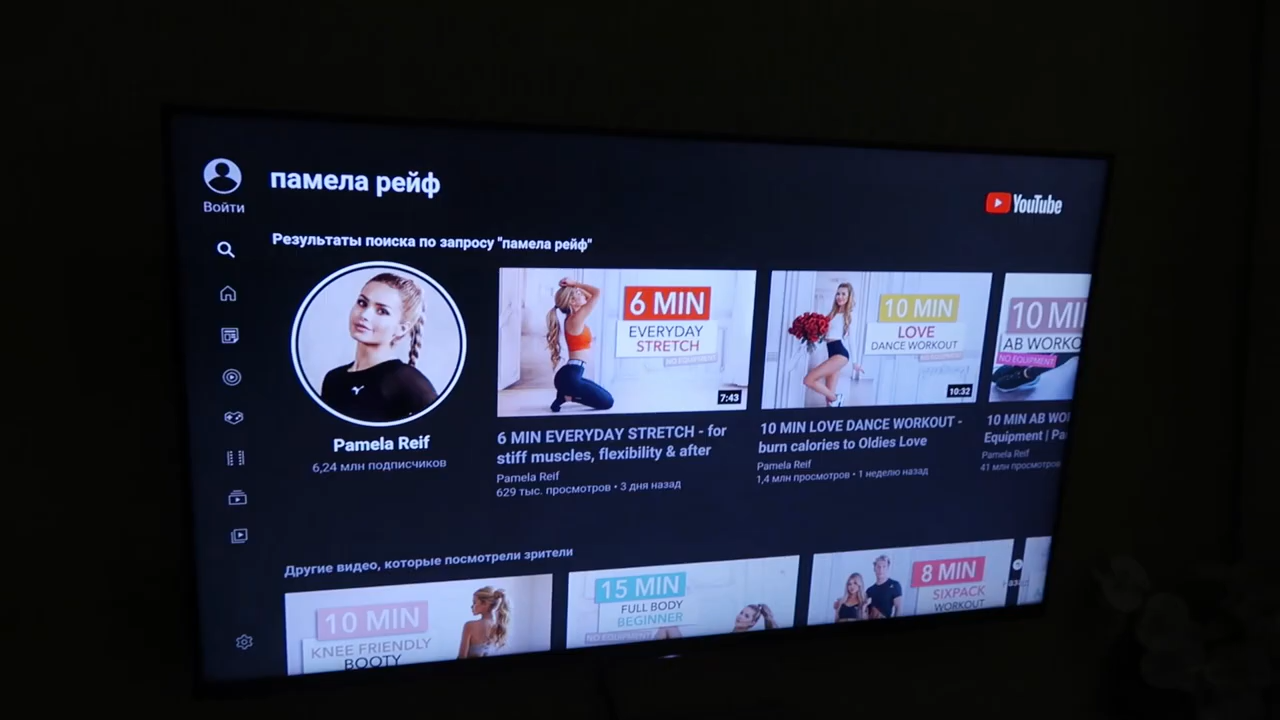 памела рейф
Войти
YouTube
Результаты поиска по запросу "памела рейф"
6 MIN
EVERYDAY
STRETCH
NO EQUIPMENT
7:43
10 MIN
LOVE
DANCE WORKOUT
10:32
10 MI
AB WORKO
NO EQUIPMENT
Pamela Reif
6,24 млн подписчиков
6 MIN EVERYDAY STRETCH - for
stiff muscles, flexibility & after
Pamela Reif
629 тыс. просмотров • 3 дня назад
10 MIN LOVE DANCE WORKOUT -
burn calories to Oldies Love
Pamela Reif
1,4 млн просмотров • 1 неделю назад
10 MIN AB WO
Equipment | Pa
Pamela Reif
41 млн просмотров
Другие видео, которые посмотрели зрители
10 MIN
KNEE FRIENDLY
BOOTY
15 MIN
FULL BODY
BEGINNER
NO EQUIPMENT
8 MIN
SIXPACK
WORKOUT